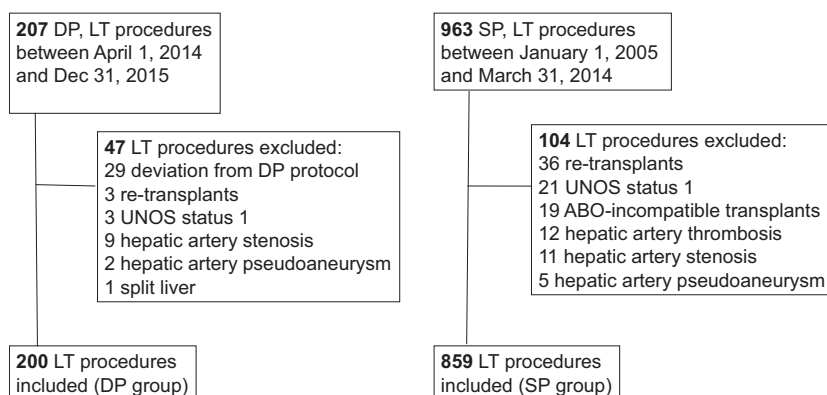 207 DP, LT procedures
between April 1, 2014
and Dec 31, 2015
47 LT procedures excluded:
29 deviation from DP protocol
3 re-transplants
3 UNOS status 1
9 hepatic artery stenosis
2 hepatic artery pseudoaneurysm
1 split liver
200 LT procedures
included (DP group)
963 SP, LT procedures
between January 1, 2005
and March 31, 2014
104 LT procedures excluded:
36 re-transplants
21 UNOS status 1
19 ABO-incompatible transplants
12 hepatic artery thrombosis
11 hepatic artery stenosis
5 hepatic artery pseudoaneurysm
859 LT procedures
included (SP group)